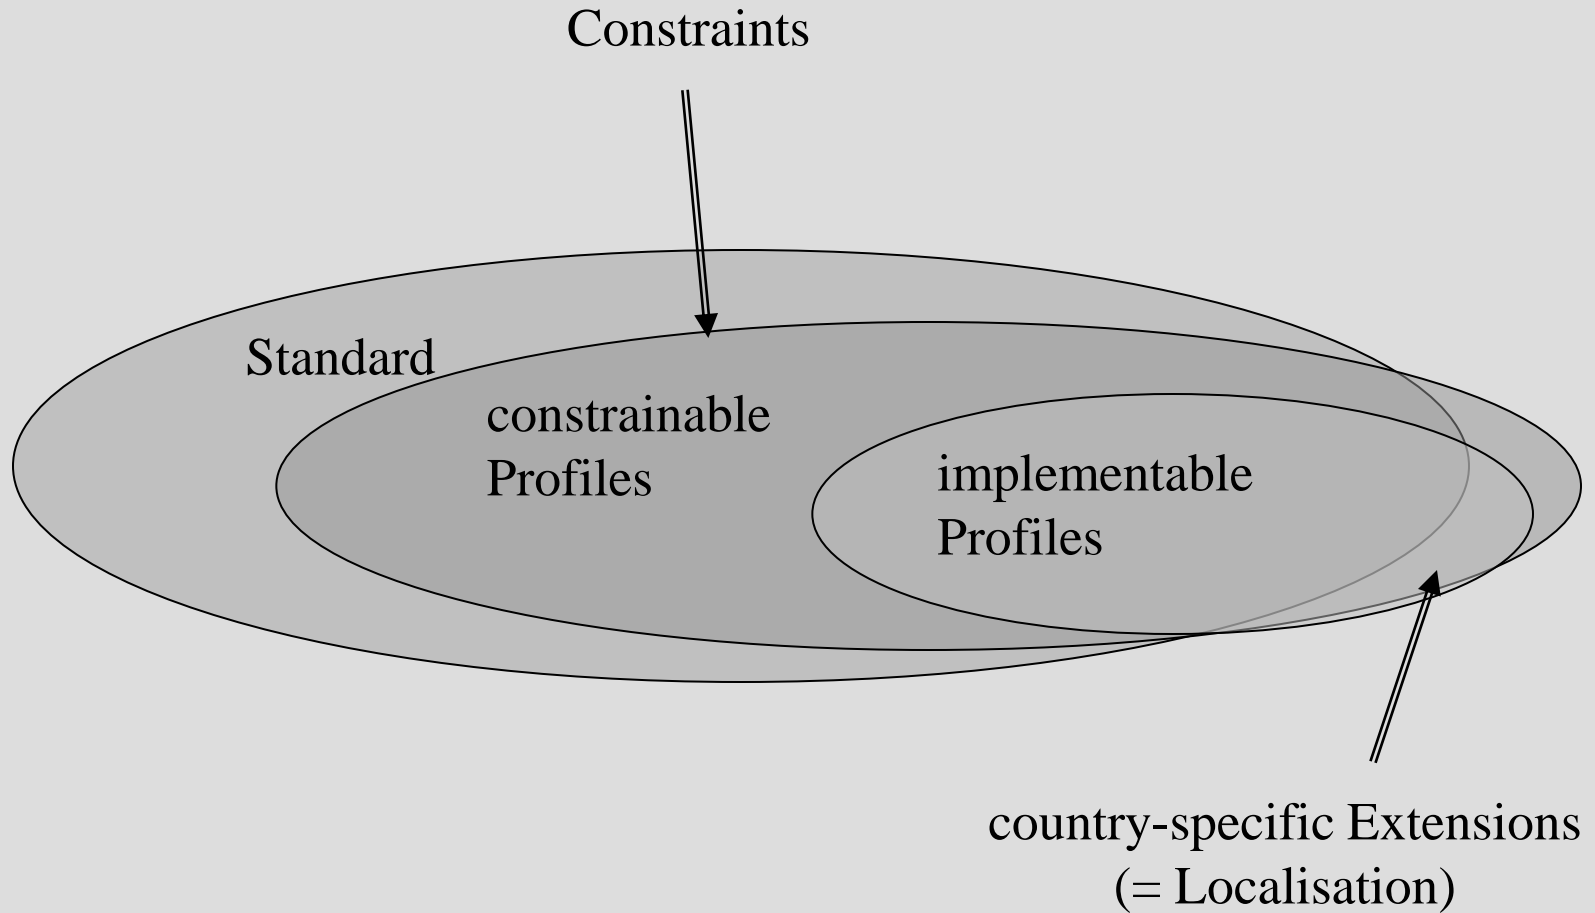 Constraints
Standard
constrainable
Profiles
implementable
Profiles
country-specific Extensions
(= Localisation)